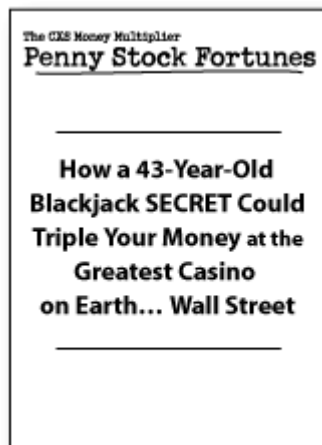 The CXS Money Multiplier
Penny Stock Fortunes
How a 43-Year-Old
Blackjack SECRET Could
Triple Your Money at the
Greatest Casino
on Earth... Wall Street